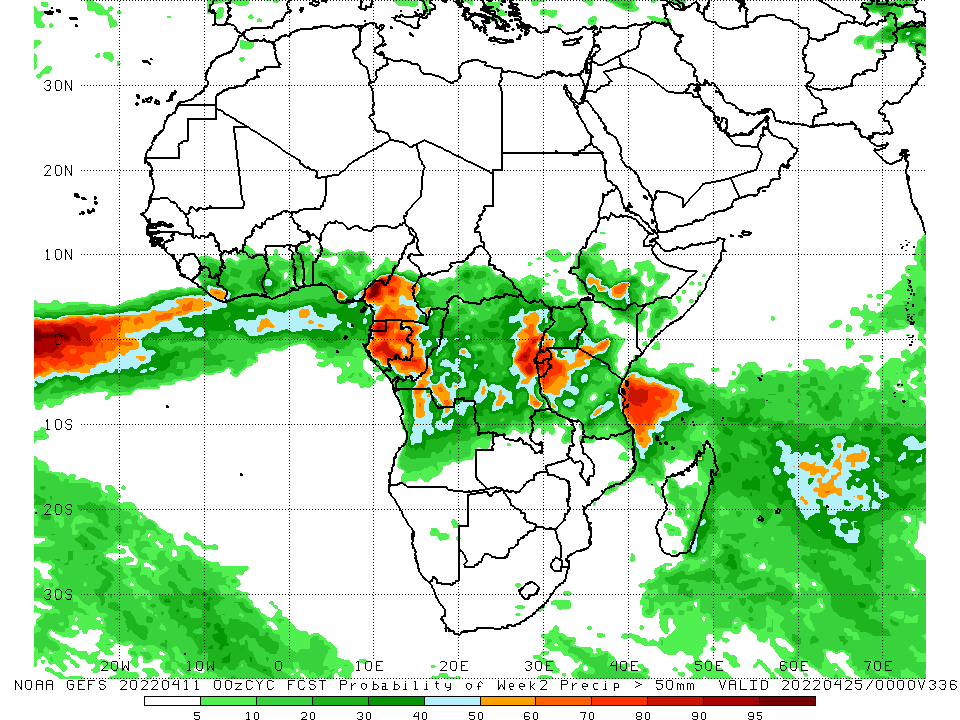 30N
20N
10N
0
10S
20S
30S
20W 10W 0 10E 20E 30E 40E 50E 60E 70E
NOAA GEFS 20220411 00zCYC FCST Probability of Week2 Precip > 50mm VALID 20220425/0000V336
5 10 20 30 40 50 60 70 80 90 95